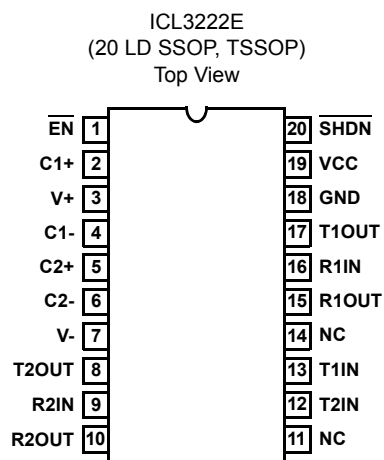 ICL3222E
(20 LD SSOP, TSSOP)
Top View
EN 1 20 SHDN
C1+ 2 19 VCC
V+ 3 18 GND
C1- 4 17 T1OUT
C2+ 5 16 R1IN
C2- 6 15 R1OUT
V- 7 14 NC
T2OUT 8 13 T1IN
R2IN 9 12 T2IN
R2OUT 10 11 NC